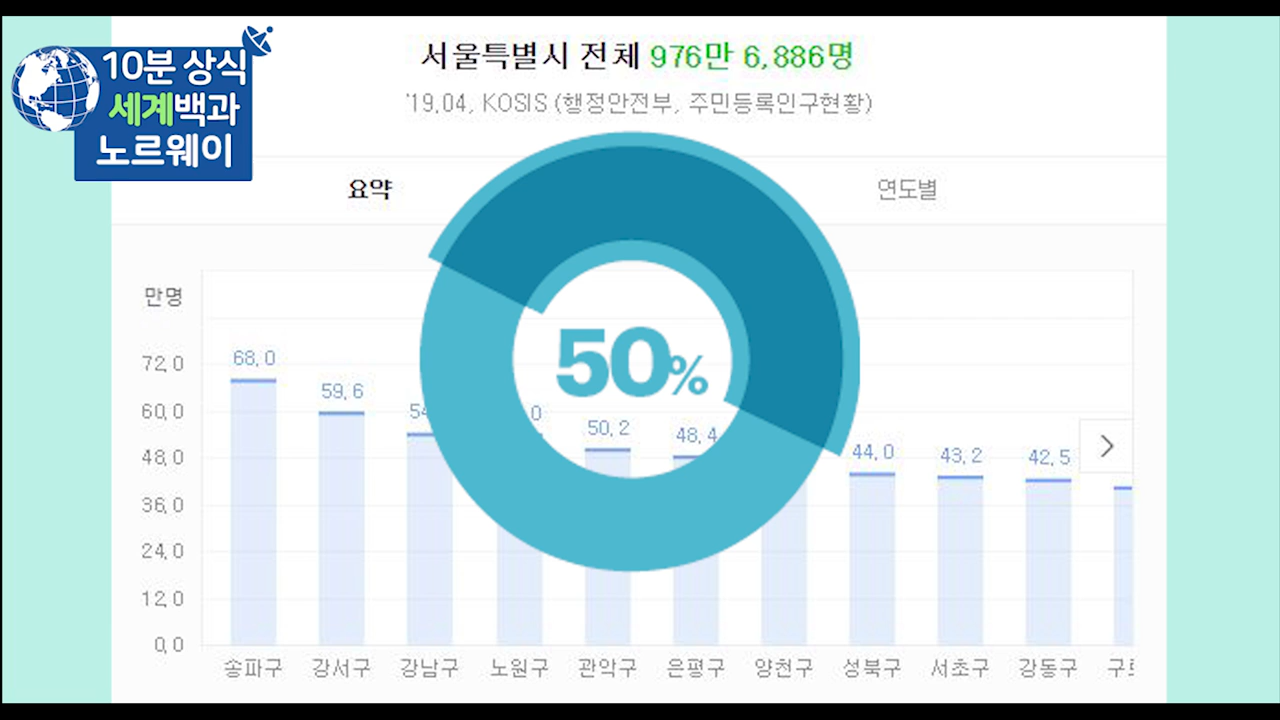 10분 상식
세계백과
노르웨이
서울특별시 전체 976만 6,886명
'19.04, KOSIS (행정안전부, 주민등록인구현황)
요약
연도별
만명
72,0
60,0
48,0
36,0
24,0
12,0
0,0
68,0
59,6
50,2
48,4
44,0
43,2
42,5
50%
송파구 강서구 강남구 노원구 관악구 은평구 양천구 성북구 서초구 강동구